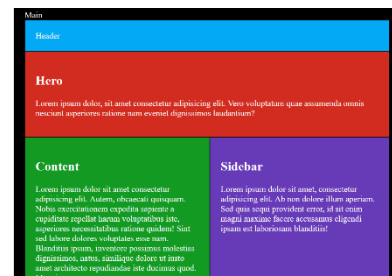 Main
Header
Hero
Lorem ipsum dolor, sit amet consectetur adipisicing elit. Vero voluptatum quae assumenda omnis
nesciunt asperiores ratione nam eveniet dignissimos laudantium?
Content
Lorem ipsum dolor sit amet consectetur
adipisicing elit. Autem, obcaecati quisquam.
Nobis exercitationem expedita sapiente a
cupiditate repellat harum voluptatibus iste,
asperiores necessitatibus ratione quidem! Sint
sed labore dolores voluptates esse nam.
Blanditiis ipsum, inventore possimus molestias
dignissimos, natus, similique dolore ut iusto
amet architecto repudiandae iste ducimus quod.
Sidebar
Lorem ipsum dolor sit amet, consectetur
adipisicing elit. Ab non dolore illum aperiam.
Sed quia sequi provident error, id sit enim
magni maxime facere accusamus eligendi
ipsum est laboriosam blanditiis!